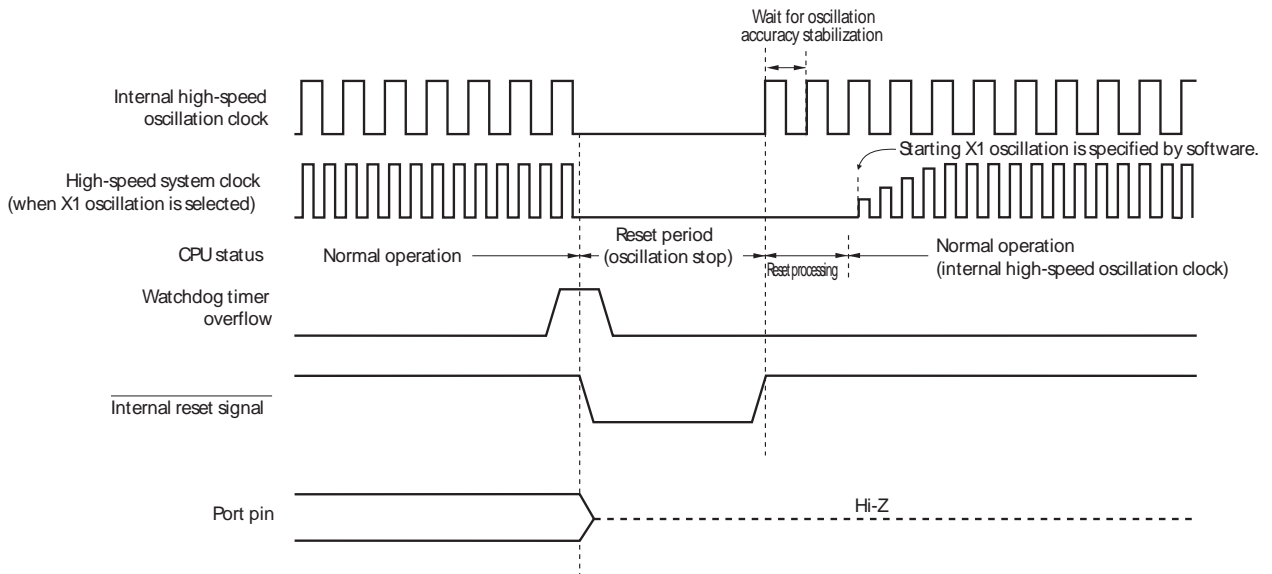 Wait for oscillation
accuracy stabilization
Internal high-speed
oscillation clock
Starting X1 oscillation is specified by software.
High-speed system clock
(when X1 oscillation is selected)
CPU status
Normal operation
Reset period
(oscillation stop)
Reset processing
Normal operation
(internal high-speed oscillation clock)
Watchdog timer
overflow
Internal reset signal
Port pin
Hi-Z